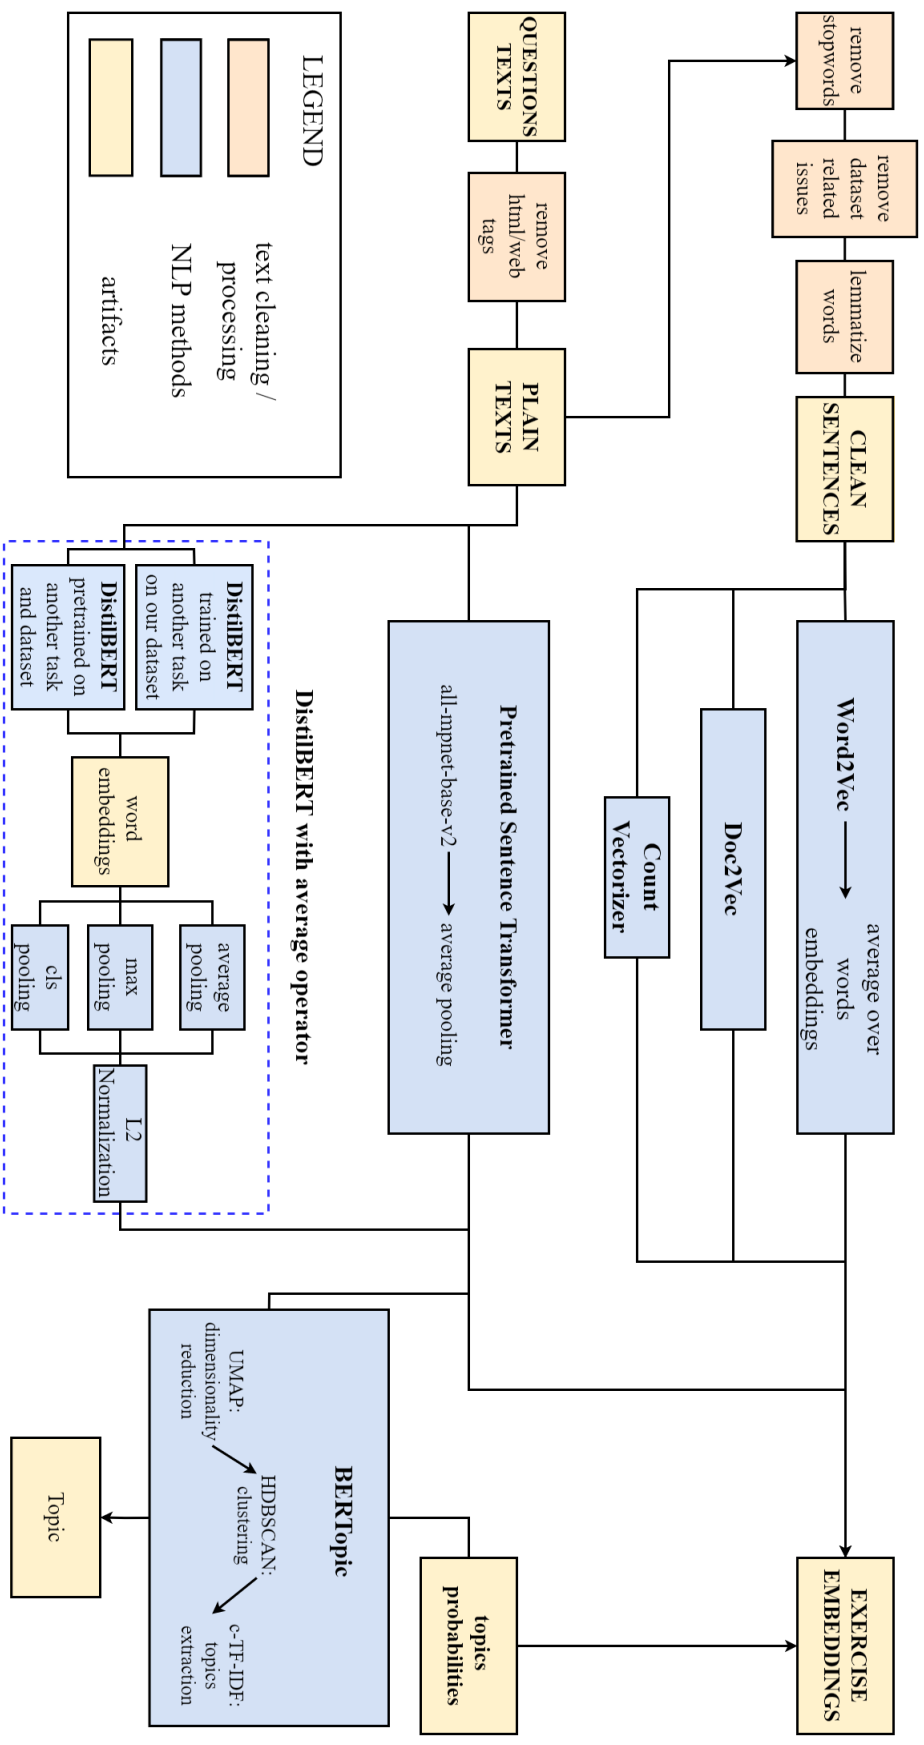 remove
stopwords
remove
dataset
related
issues
lemmatize
words
CLEAN
SENTENCES
Word2Vec
average over
words
embeddings
Doc2Vec
Count
Vectorizer
EXERCISE
EMBEDDINGS
QUESTIONS
TEXTS
remove
html/web
tags
PLAIN
TEXTS
Pretrained Sentence Transformer
all-mpnet-base-v2
average pooling
topics
probabilities
LEGEND
text cleaning /
processing
NLP methods
artifacts
DistilBERT with average operator
DistilBERT
trained on
another task
on our dataset
DistilBERT
pretrained on
another task
and dataset
word
embeddings
average
pooling
max
pooling
cls
pooling
L2
Normalization
BERTopic
UMAP:
dimensionality
reduction
HDBSCAN:
clustering
c-TF-IDF:
topics
extraction
Topic